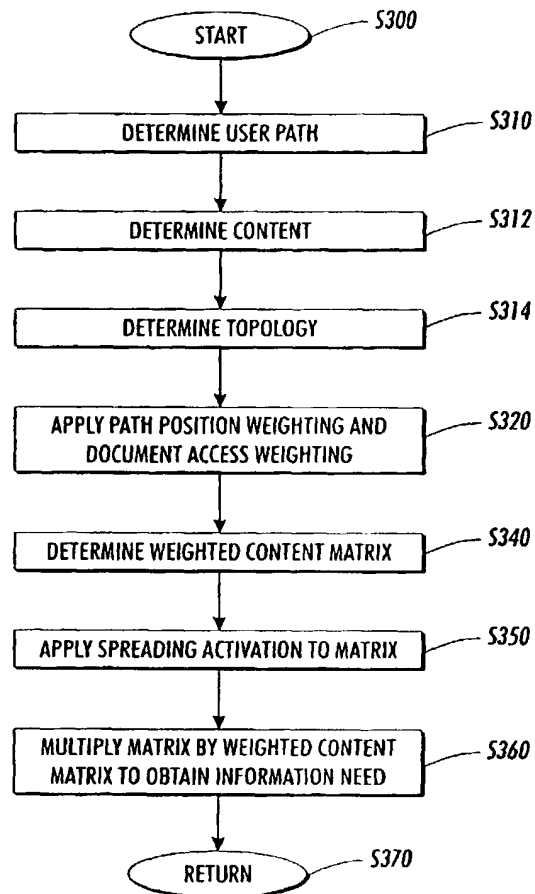 START
S300
DETERMINE USER PATH
S310
DETERMINE CONTENT
S312
DETERMINE TOPOLOGY
S314
APPLY PATH POSITION WEIGHTING AND
DOCUMENT ACCESS WEIGHTING
S320
DETERMINE WEIGHTED CONTENT MATRIX
S340
APPLY SPREADING ACTIVATION TO MATRIX
S350
MULTIPLY MATRIX BY WEIGHTED CONTENT
MATRIX TO OBTAIN INFORMATION NEED
S360
RETURN
S370